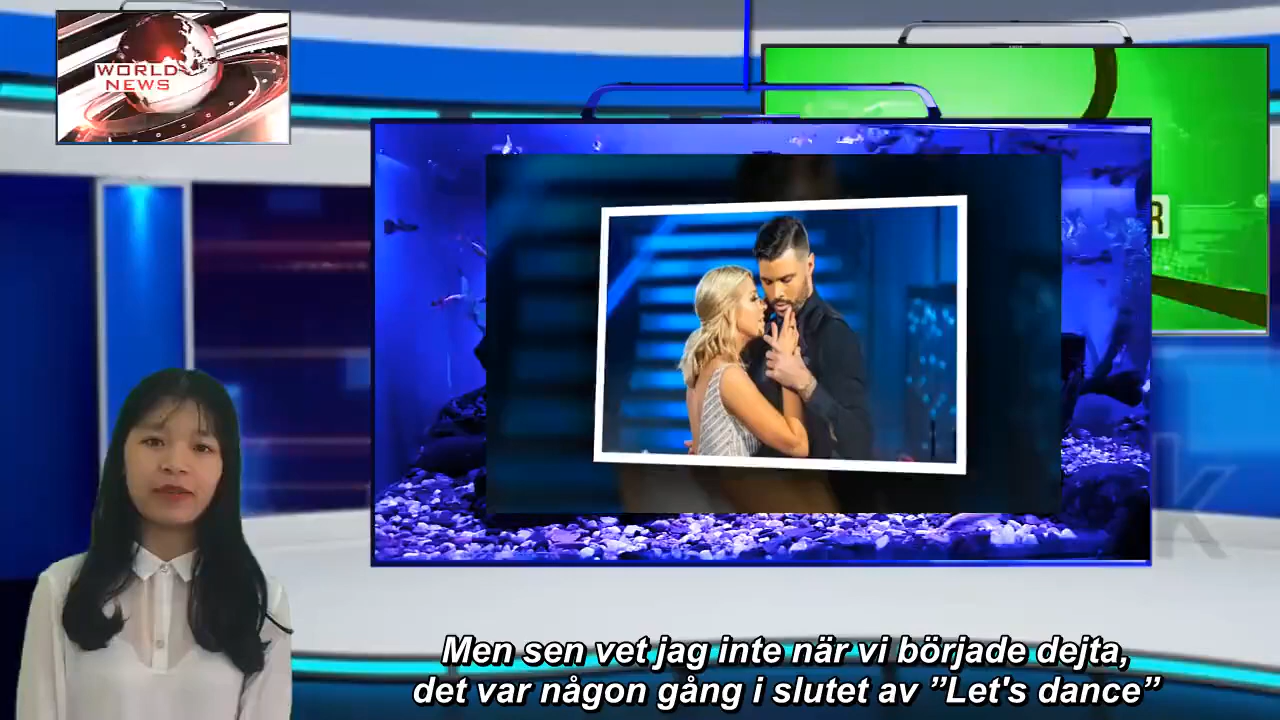 WORLD
NEWS
R
Men sen vet jag inte när vi började dejta,
det var någon gång i slutet av ”Let's dance”
k